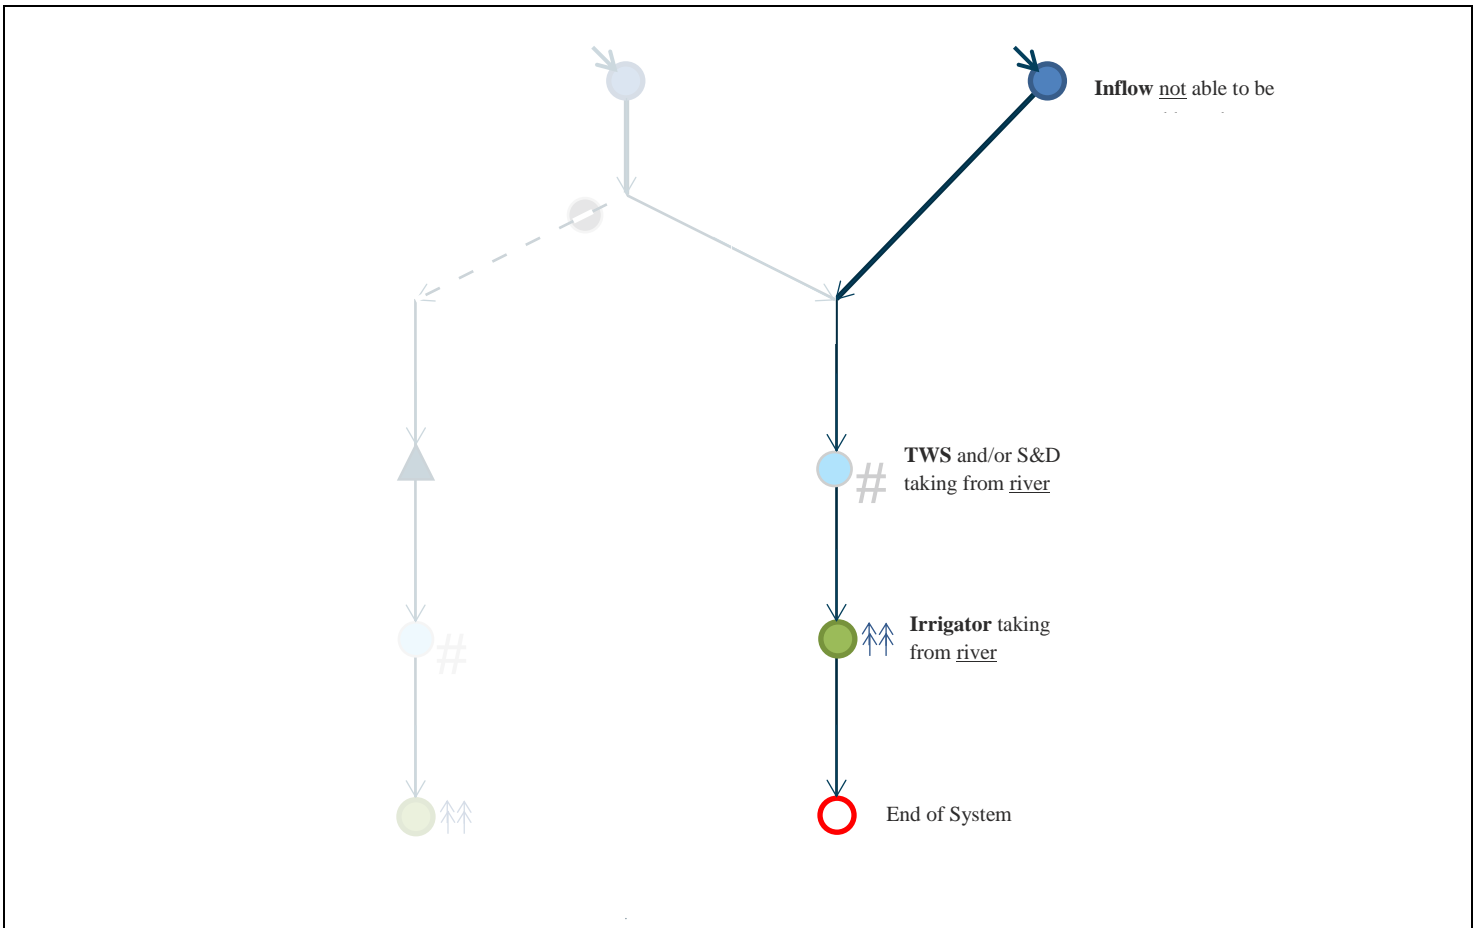 Inflow not able to be
TWS and/or S&D
taking from river
#
Irrigator taking
from river
#
End of System